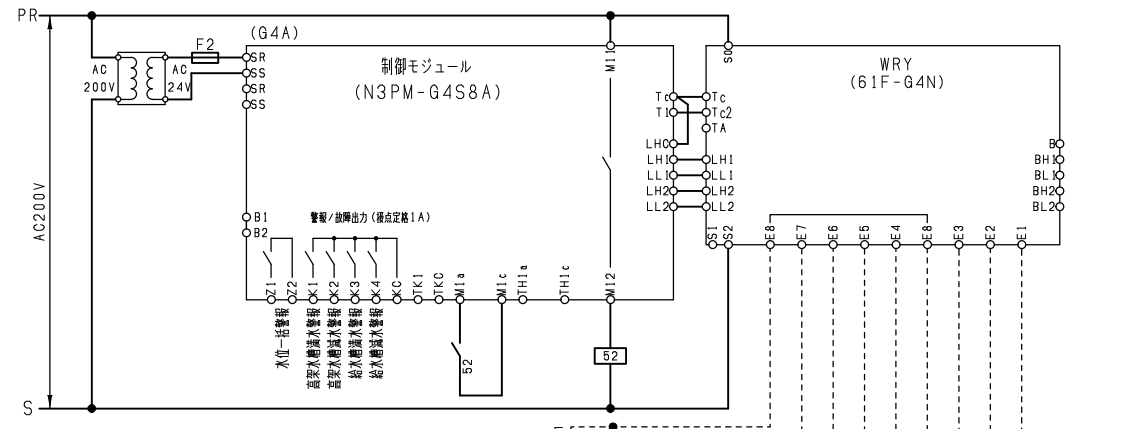 PR
(G4A)
F2
AC
200V
AC
24V
SR
SS
SR
SS
制御モジュール
(N3PM-G4S8A)
M11
S0
WRY
(61F-G4N)
Tc
T1
LHC
LH1
LL1
LH2
LL2
Tc
Tc2
TA
LH1
LL1
LH2
LL2
B
BH1
BL1
BH2
BL2
AC200V
B1
B2
警報/故障出力(接点定格1A)
S1
S2
E8
E7
E6
E5
E4
E8
E3
E2
E1
Z1
Z2
K1
K2
K3
K4
KC
TK1
TKC
M1a
M1c
TH1a
TH1c
M12
水位一括警報
高架水槽満水警報
高架水槽減水警報
給水槽満水警報
給水槽減水警報
52
52
S